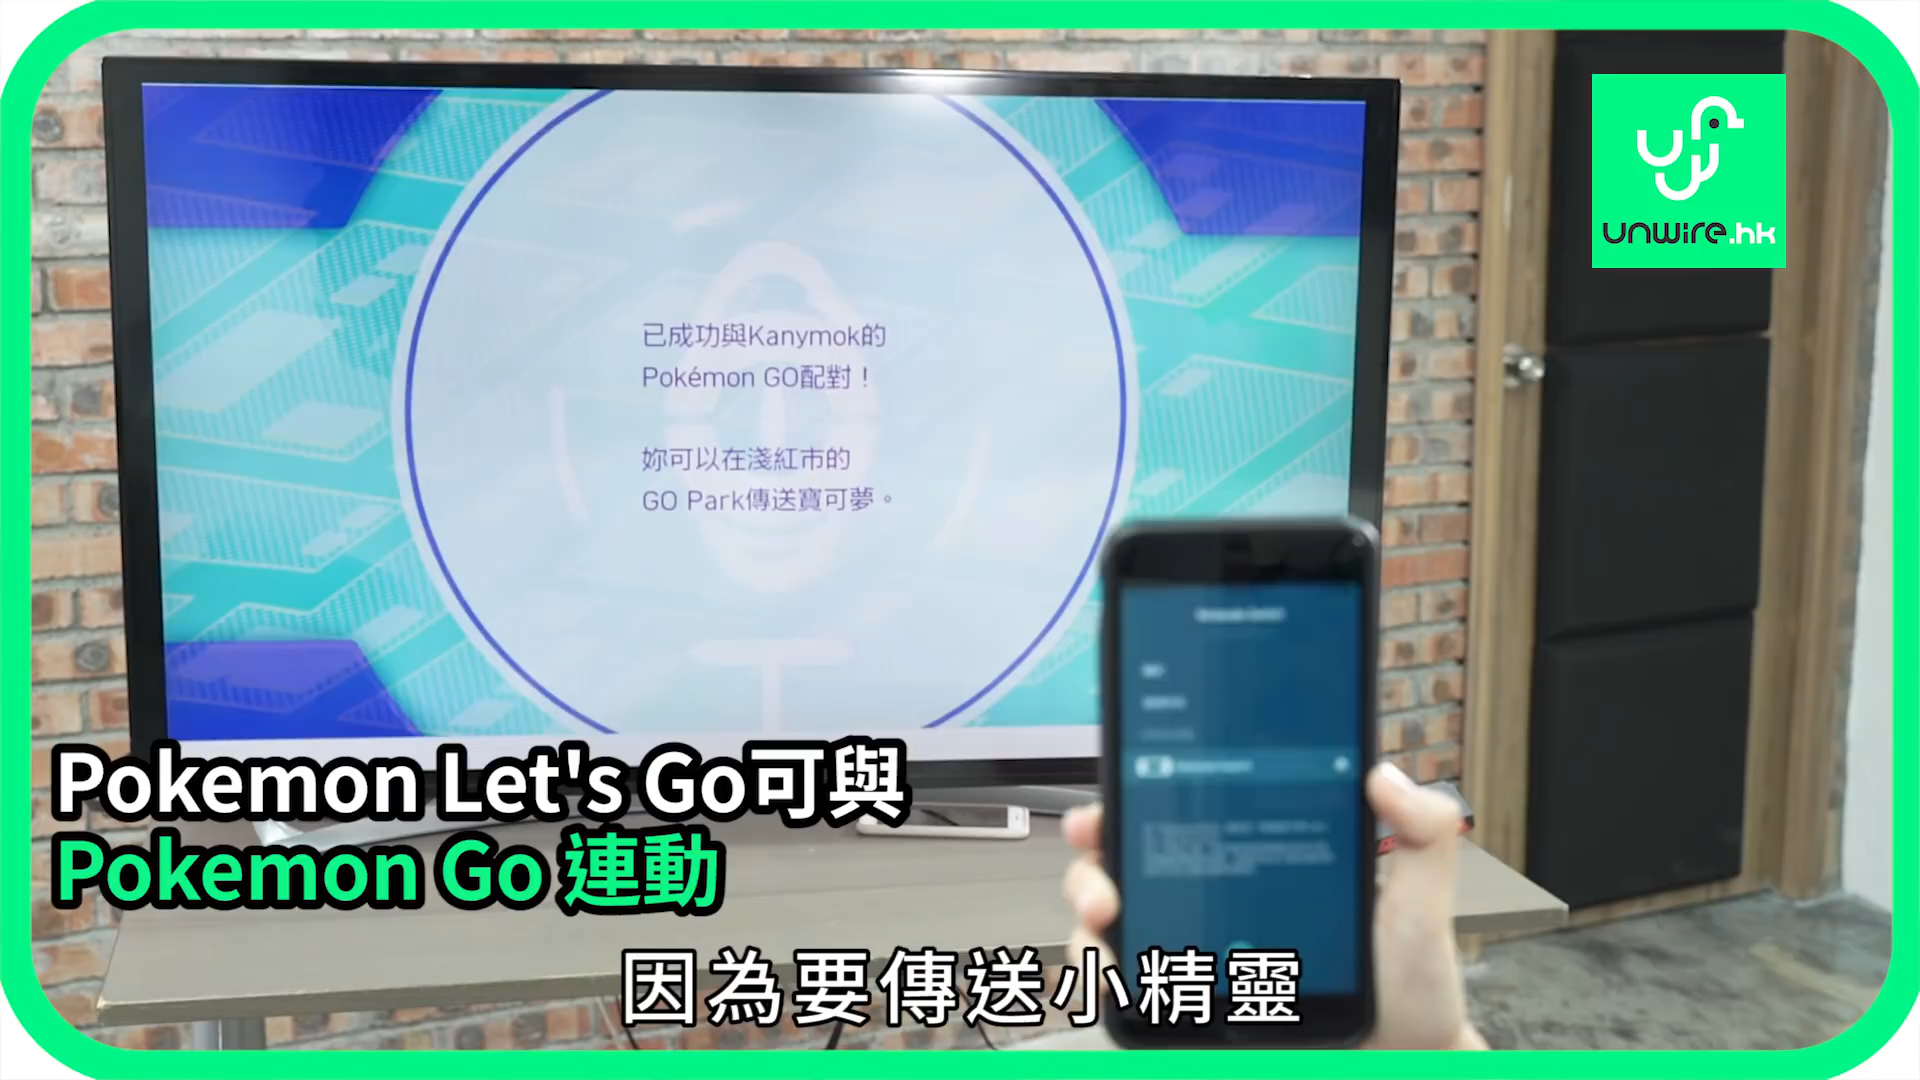 unwire.hk
已成功與Kanymok的
Pokémon GO配對！
妳可以在淺紅市的
GO Park傳送寶可夢。
Pokemon Let's Go可與
Pokemon Go 連動
因為要傳送小精靈